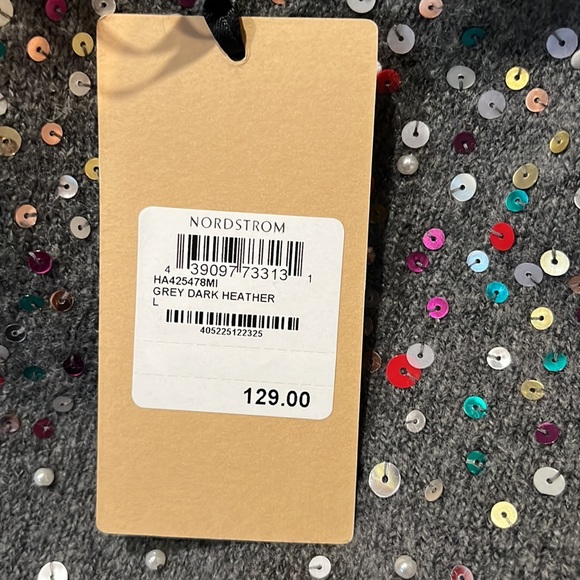 NORDSTROM
4 39097 73313 1
HA425478MI
GREY DARK HEATHER
L
405225122325
129.00